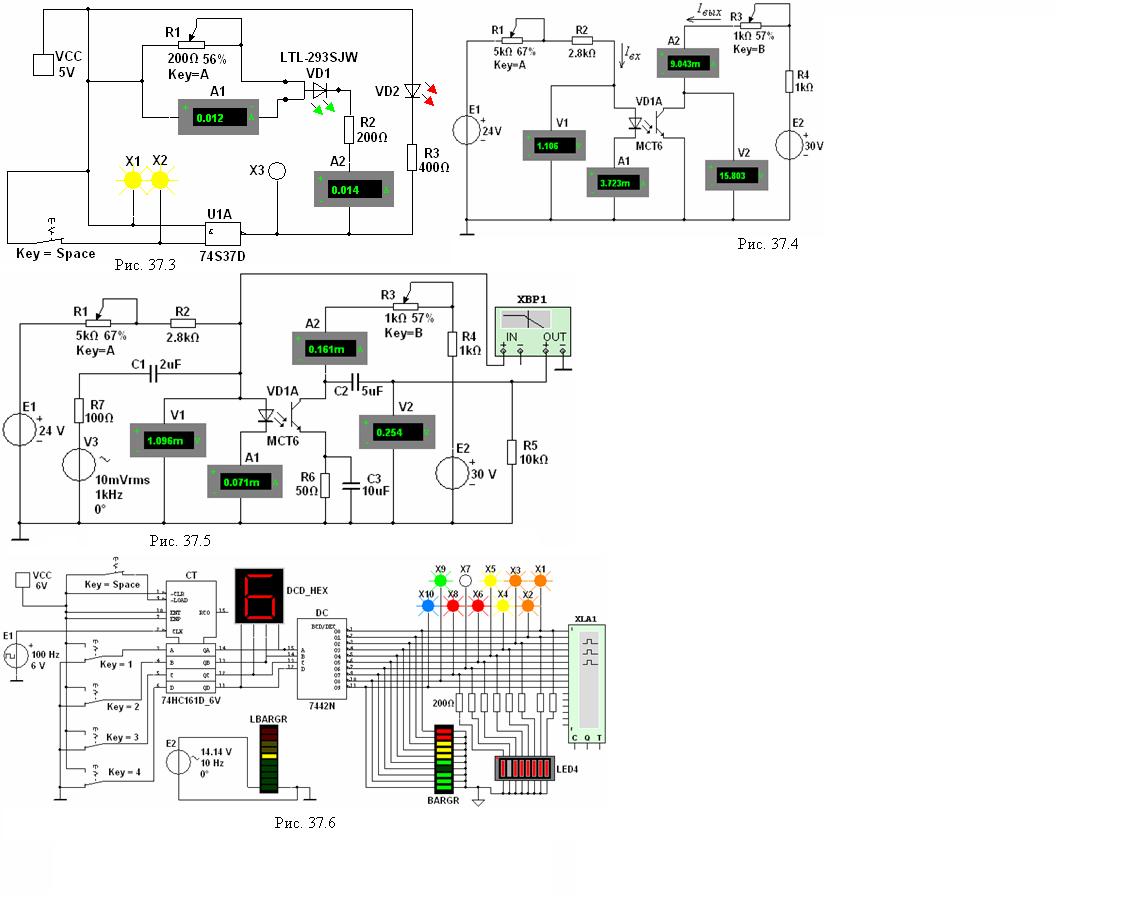 VCC
5V
R1
200Ω 56%
Key=A
A1
0.012
LTL-293SJW
VD1
VD2
R2
200Ω
R3
400Ω
A2
0.014
X1
X2
X3
U1A
&
74S37D
Key = Space
Рис. 37.3
R1
5kΩ 67%
Key=A
R2
2.8kΩ
Iвх
Iвых
R3
1kΩ 57%
Key=B
A2
9.043m
R4
1kΩ
E1
24V
V1
1.106
VD1A
MCT6
A1
3.723m
V2
15.803
E2
30V
Рис. 37.4
R1
5kΩ 67%
Key=A
R2
2.8kΩ
R3
1kΩ 57%
Key=B
A2
0.161m
R4
1kΩ
XBP1
IN
OUT
C1
2uF
C2
5uF
R7
100Ω
VD1A
MCT6
E1
24 V
V1
1.096m
V2
0.254
V3
10mVrms
1kHz
0°
A1
0.071m
R6
50Ω
C3
10uF
E2
30 V
R5
10kΩ
Рис. 37.5
VCC
6V
Key = Space
CT
~CLR
~LOAD
ENT
ENP
RCO
CLK
A QA
B QB
C QC
D QD
74HC161D_6V
6
DCD_HEX
DC
BCD/DEC
7442N
E1
100 Hz
6 V
Key = 1
Key = 2
Key = 3
Key = 4
LBARGR
E2
14.14 V
10 Hz
0°
X9
X7
X5
X3
X1
X10
X8
X6
X4
X2
XLA1
C Q T
200Ω
BARGR
LED4
Рис. 37.6